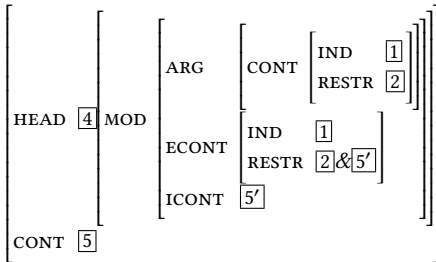 IND 1
ARG CONT
RESTR 2
HEAD 4 MOD
IND 1
ECONT
RESTR 2&5′
ICONT 5′
CONT 5